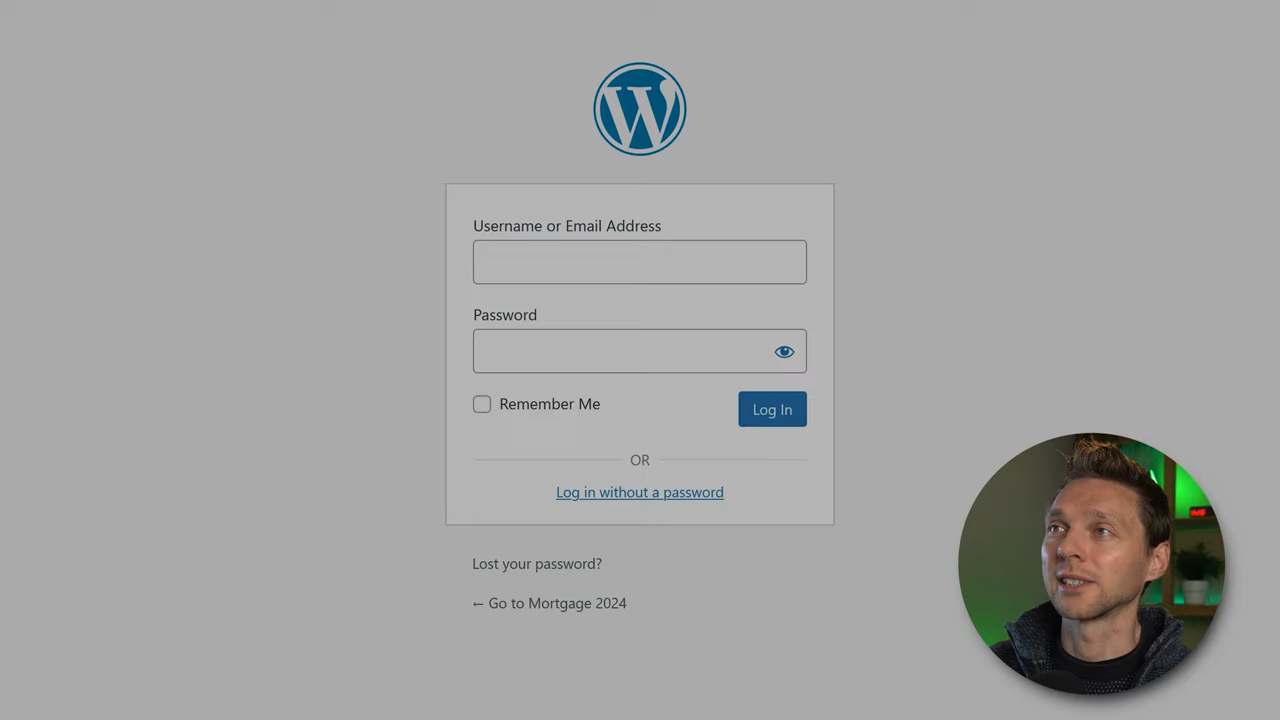 Username or Email Address
Password
Remember Me
Log In
OR
Log in without a password
Lost your password?
← Go to Mortgage 2024